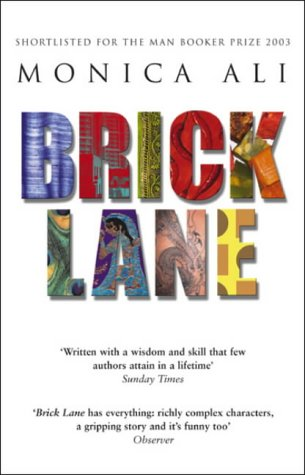 SHORTLISTED FOR THE MAN BOOKER PRIZE 2003
MONICA ALI
BRICK
LANE
‘Written with a wisdom and skill that few
authors attain in a lifetime’
Sunday Times
‘Brick Lane has everything: richly complex characters,
a gripping story and it’s funny too’
Observer